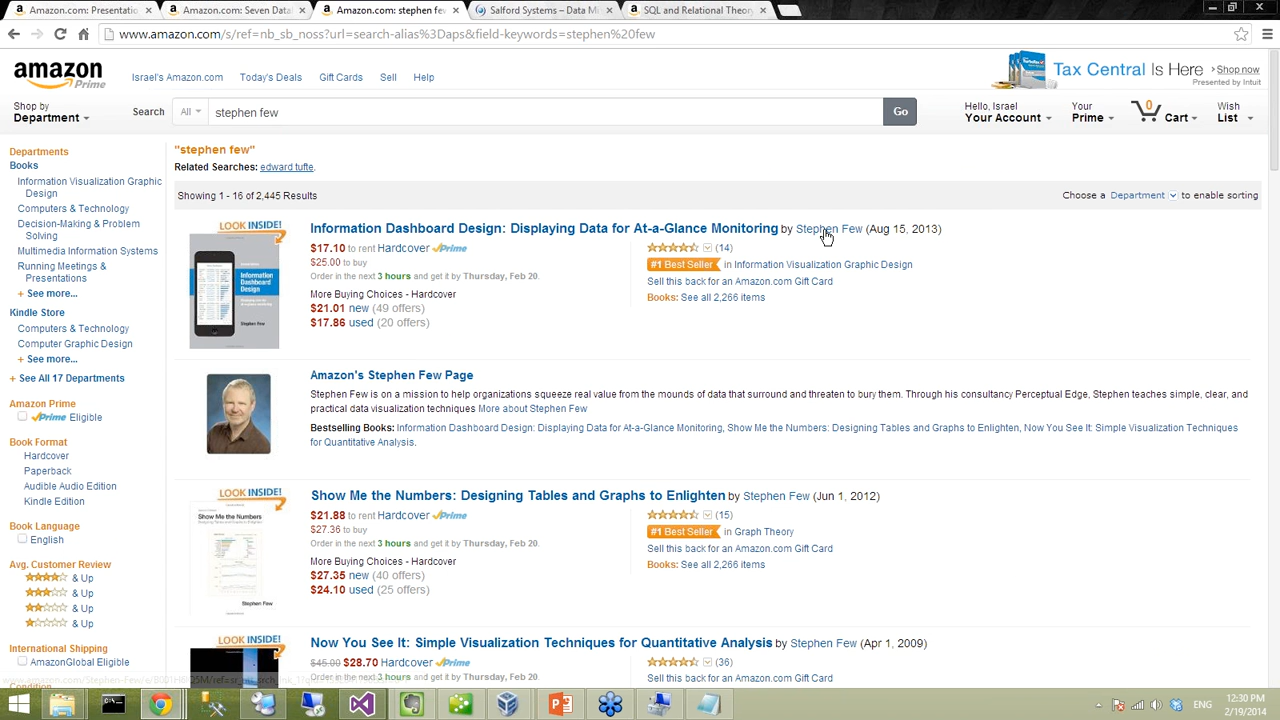 Amazon.com: Presentatio
Amazon.com: Seven Datal
Amazon.com: stephen few
Salford Systems – Data Mi
SQL and Relational Theory
www.amazon.com/s/ref=nb_sb_noss?url=search-alias%3Daps&field-keywords=stephen%20few
amazon
Prime
Israel's Amazon.com
Today's Deals
Gift Cards
Sell
Help
Tax Central Is Here
Shop now
Presented by Intuit
Shop by
Department
Search
All
stephen few
Go
Hello, Israel
Your Account
Your
Prime
0
Cart
Wish
List
Departments
Books
Information Visualization Graphic
Design
Computers & Technology
Decision-Making & Problem
Solving
Multimedia Information Systems
Running Meetings &
Presentations
+ See more...
Kindle Store
Computers & Technology
Computer Graphic Design
+ See more...
+ See All 17 Departments
Amazon Prime
Prime Eligible
Book Format
Hardcover
Paperback
Audible Audio Edition
Kindle Edition
Book Language
English
Avg. Customer Review
& Up
& Up
& Up
& Up
International Shipping
AmazonGlobal Eligible
Condition
"stephen few"
Related Searches: edward tufte.
Showing 1 - 16 of 2,445 Results
Choose a Department to enable sorting
LOOK INSIDE!
Information
Dashboard
Design
Stephen Few
Information Dashboard Design: Displaying Data for At-a-Glance Monitoring by Stephen Few (Aug 15, 2013)
$17.10 to rent Hardcover Prime
$25.00 to buy
Order in the next 3 hours and get it by Thursday, Feb 20.
More Buying Choices - Hardcover
$21.01 new (49 offers)
$17.86 used (20 offers)
(14)
#1 Best Seller in Information Visualization Graphic Design
Sell this back for an Amazon.com Gift Card
Books: See all 2,266 items
Amazon's Stephen Few Page
Stephen Few is on a mission to help organizations squeeze real value from the mounds of data that surround and threaten to bury them. Through his consultancy Perceptual Edge, Stephen teaches simple, clear, and
practical data visualization techniques More about Stephen Few
Bestselling Books: Information Dashboard Design: Displaying Data for At-a-Glance Monitoring, Show Me the Numbers: Designing Tables and Graphs to Enlighten, Now You See It: Simple Visualization Techniques
for Quantitative Analysis.
LOOK INSIDE!
Show Me the Numbers
Stephen Few
Show Me the Numbers: Designing Tables and Graphs to Enlighten by Stephen Few (Jun 1, 2012)
$21.88 to rent Hardcover Prime
$27.36 to buy
Order in the next 3 hours and get it by Thursday, Feb 20.
More Buying Choices - Hardcover
$27.35 new (40 offers)
$24.10 used (25 offers)
(15)
#1 Best Seller in Graph Theory
Sell this back for an Amazon.com Gift Card
Books: See all 2,266 items
LOOK INSIDE!
Now You See It: Simple Visualization Techniques for Quantitative Analysis by Stephen Few (Apr 1, 2009)
$45.00 $28.70 Hardcover Prime
Order in the next 3 hours and get it by Thursday, Feb 20.
(36)
Sell this back for an Amazon.com Gift Card
ENG
12:30 PM
2/19/2014